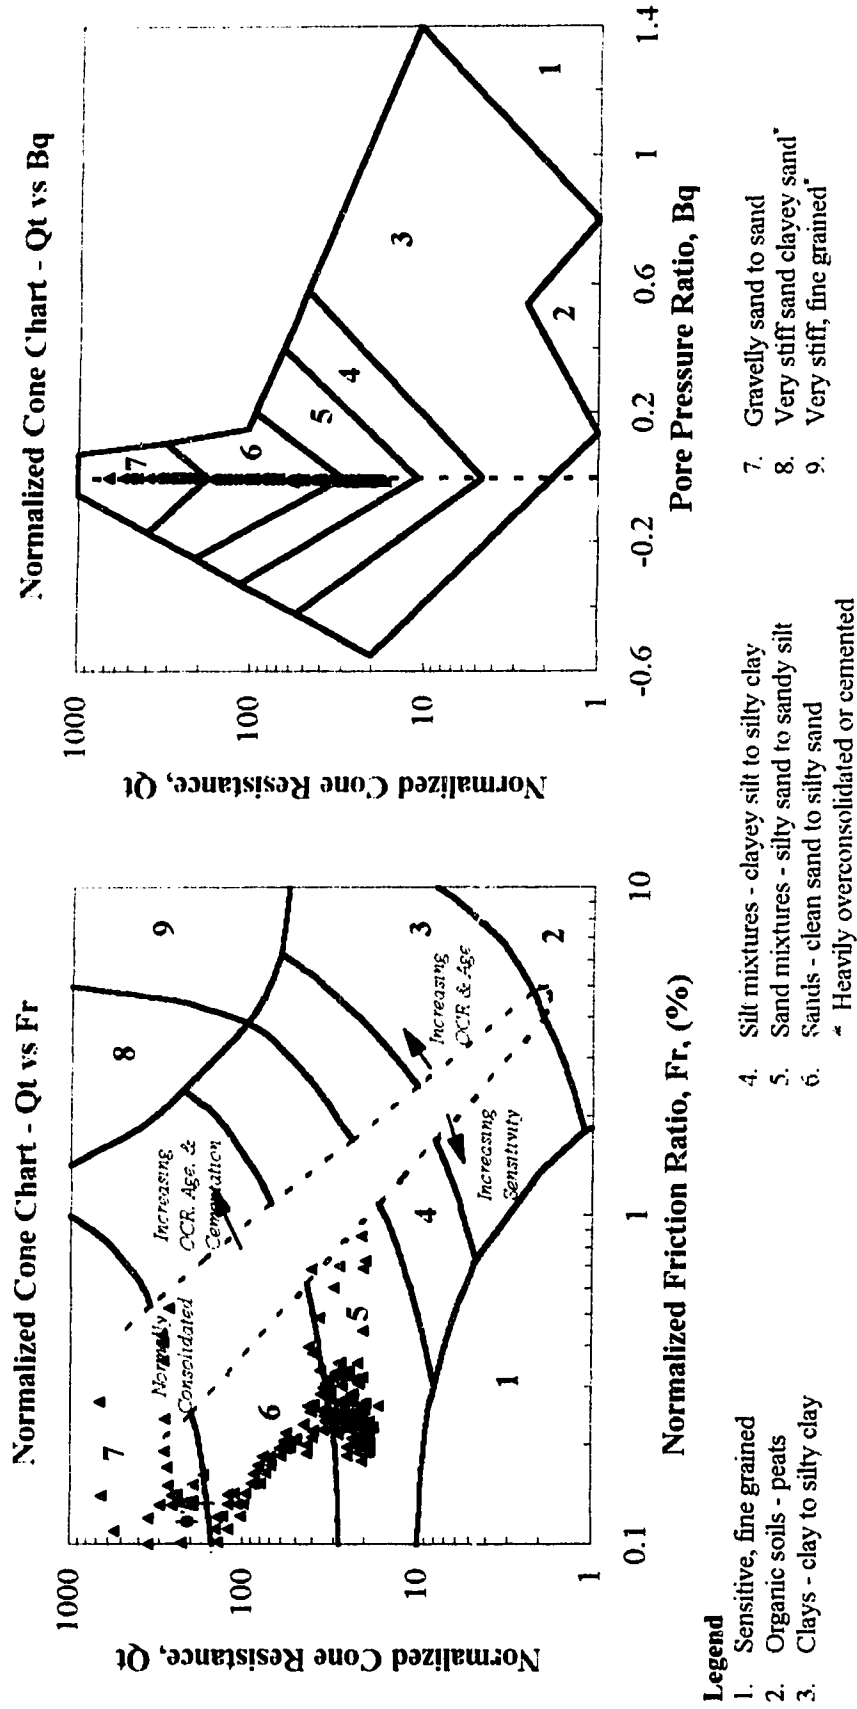 Normalized Cone Chart - Qt vs Fr
Normalized Cone Resistance, Qt
1000
100
10
1
0.1
1
10
Normalized Friction Ratio, Fr, (%)
7
8
9
6
5
4
3
1
2
Normally
Consolidated
Increasing
OCR, Age, &
Cementation
Increasing
OCR & Age
Increasing
Sensitivity
φ'
Normalized Cone Chart - Qt vs Bq
Normalized Cone Resistance, Qt
1000
100
10
1
-0.6
-0.2
0.2
0.6
1
1.4
Pore Pressure Ratio, Bq
7
6
5
4
3
2
1
Legend
1. Sensitive, fine grained
2. Organic soils - peats
3. Clays - clay to silty clay
4. Silt mixtures - clayey silt to silty clay
5. Sand mixtures - silty sand to sandy silt
6. Sands - clean sand to silty sand
* Heavily overconsolidated or cemented
7. Gravelly sand to sand
8. Very stiff sand clayey sand*
9. Very stiff, fine grained*